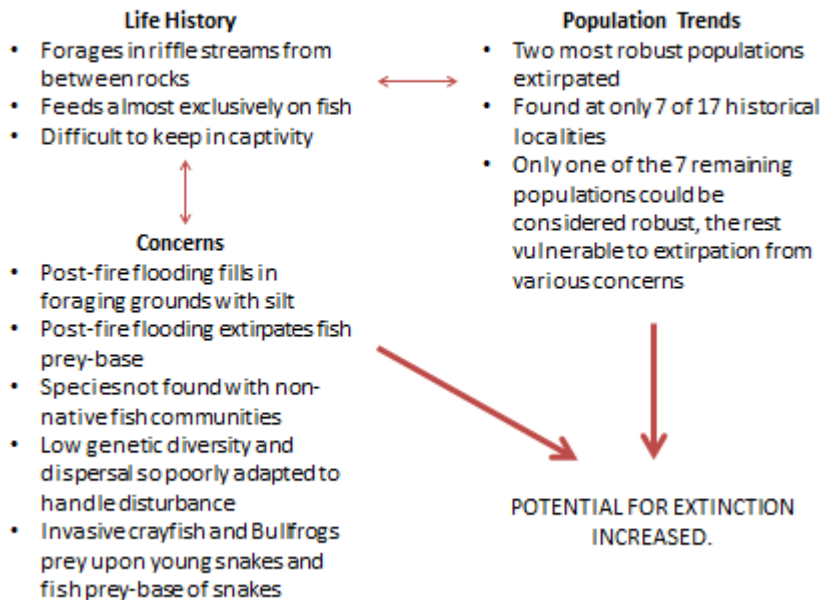 Life History
• Forages in riffle streams from
between rocks
• Feeds almost exclusively on fish
• Difficult to keep in captivity
Population Trends
• Two most robust populations
extirpated
• Found at only 7 of 17 historical
localities
• Only one of the 7 remaining
populations could be
considered robust, the rest
vulnerable to extirpation from
various concerns
Concerns
• Post-fire flooding fills in
foraging grounds with silt
• Post-fire flooding extirpates fish
prey-base
• Species not found with non-
native fish communities
• Low genetic diversity and
dispersal so poorly adapted to
handle disturbance
• Invasive crayfish and Bullfrogs
prey upon young snakes and
fish prey-base of snakes
POTENTIAL FOR EXTINCTION
INCREASED.